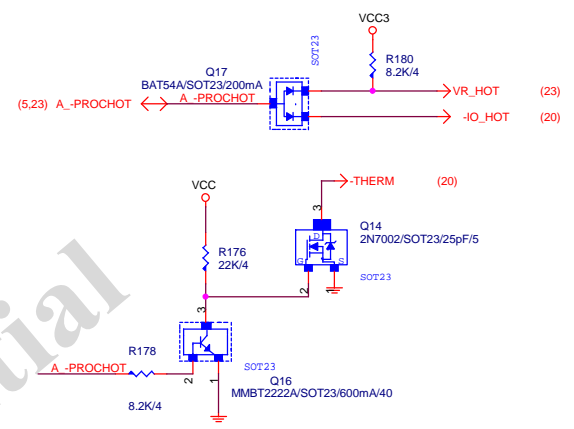 VCC3
SOT23
R180
8.2K/4
Q17
BAT54A/SOT23/200mA
(5,23) A_-PROCHOT
A_-PROCHOT
VR_HOT (23)
-IO_HOT (20)
-THERM (20)
VCC
3
Q14
2N7002/SOT23/25pF/5
D
G S
R176
22K/4
SOT23
2 1
3
R178
A_-PROCHOT
SOT23
2 1
Q16
MMBT2222A/SOT23/600mA/40
8.2K/4
tial